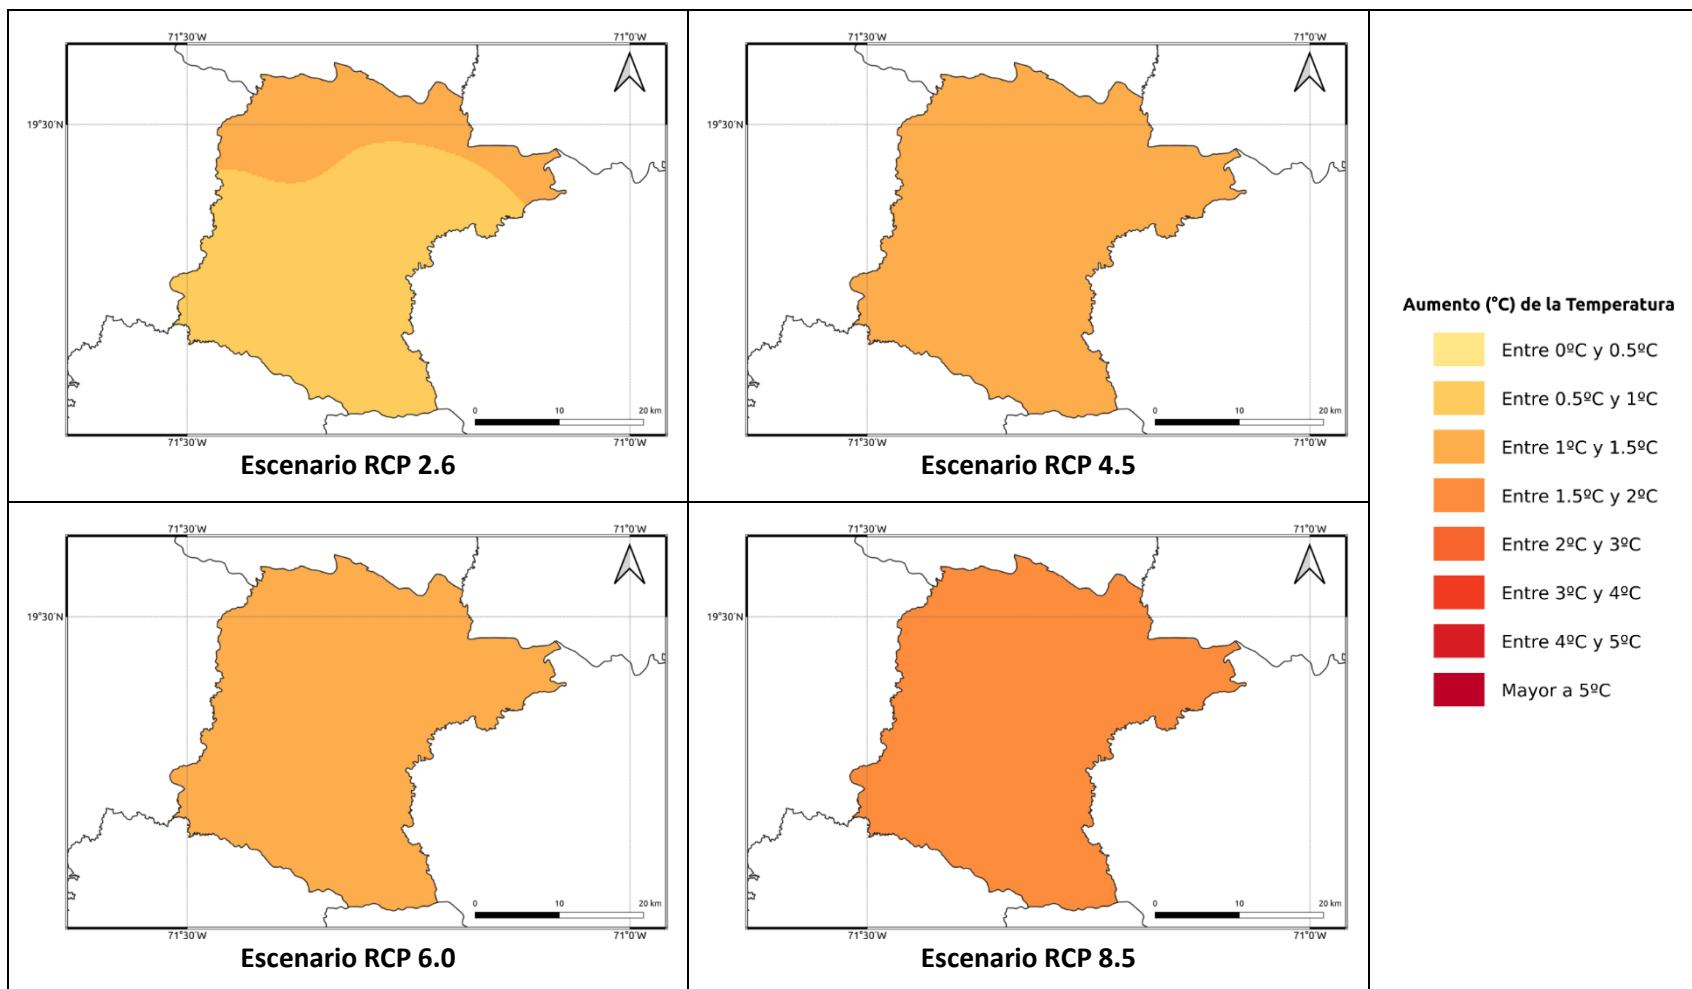 71°30'W 71°0'W
19°30'N
0 10 20 km
71°30'W 71°0'W
Escenario RCP 2.6
71°30'W 71°0'W
19°30'N
0 10 20 km
71°30'W 71°0'W
Escenario RCP 4.5
71°30'W 71°0'W
19°30'N
0 10 20 km
71°30'W 71°0'W
Escenario RCP 6.0
71°30'W 71°0'W
19°30'N
0 10 20 km
71°30'W 71°0'W
Escenario RCP 8.5
Aumento (°C) de la Temperatura
Entre 0ºC y 0.5ºC
Entre 0.5ºC y 1ºC
Entre 1ºC y 1.5ºC
Entre 1.5ºC y 2ºC
Entre 2ºC y 3ºC
Entre 3ºC y 4ºC
Entre 4ºC y 5ºC
Mayor a 5ºC